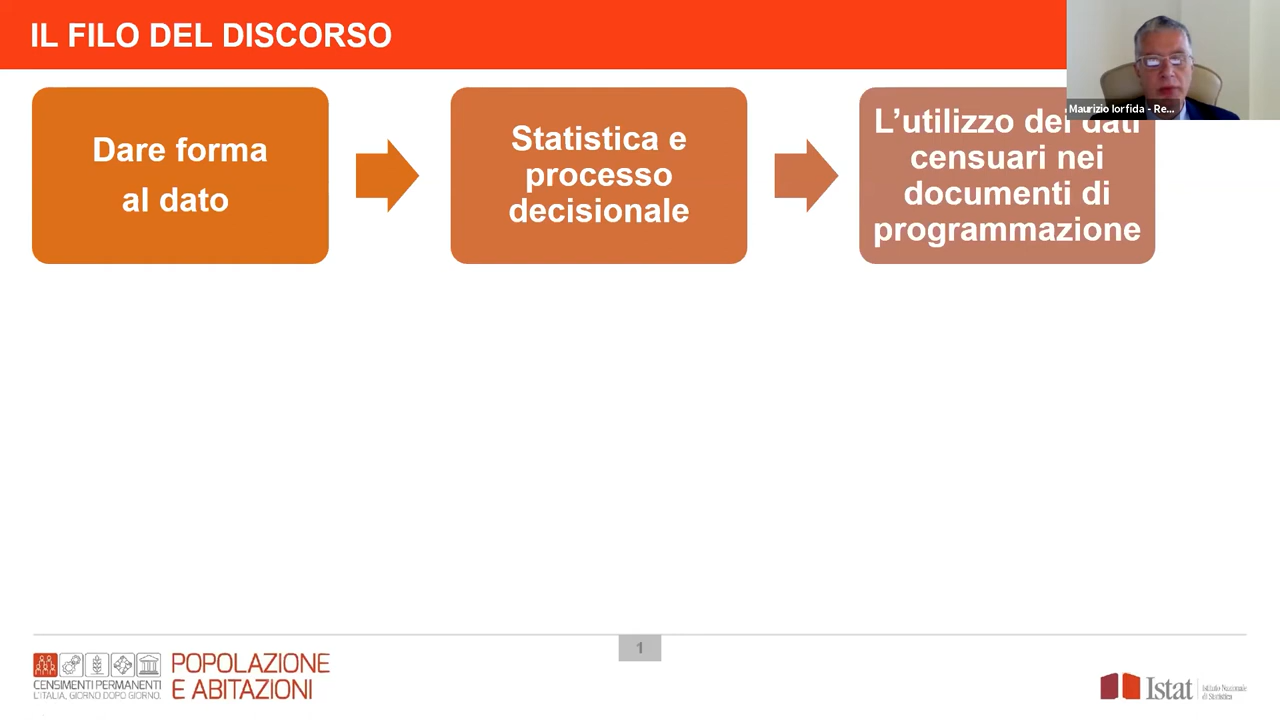 IL FILO DEL DISCORSO
Maurizio Iorfida - Re...
Dare forma
al dato
Statistica e
processo
decisionale
L'utilizzo dei dati
censuari nei
documenti di
programmazione
1
CENSIMENTI PERMANENTI
L'ITALIA, GIORNO DOPO GIORNO.
POPOLAZIONE
E ABITAZIONI
Istat
Istituto Nazionale
di Statistica